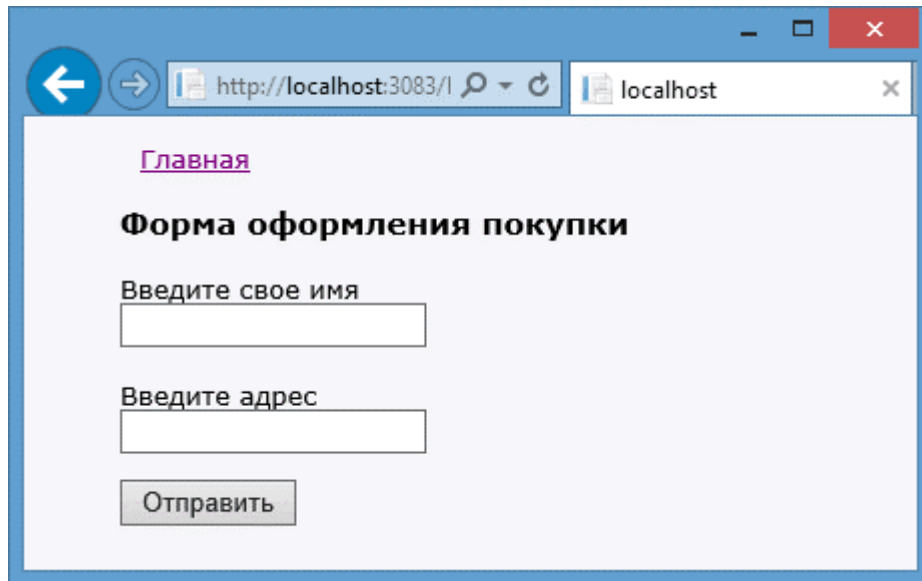 http://localhost:3083/l
localhost
Главная
Форма оформления покупки
Введите свое имя
Введите адрес
Отправить